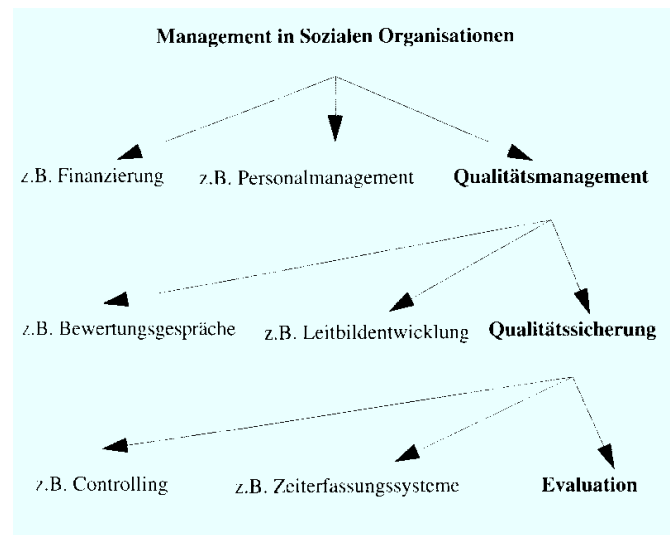 Management in Sozialen Organisationen
z.B. Finanzierung z.B. Personalmanagement Qualitätsmanagement
z.B. Bewertungsgespräche z.B. Leitbildentwicklung Qualitätssicherung
z.B. Controlling z.B. Zeiterfassungssysteme Evaluation